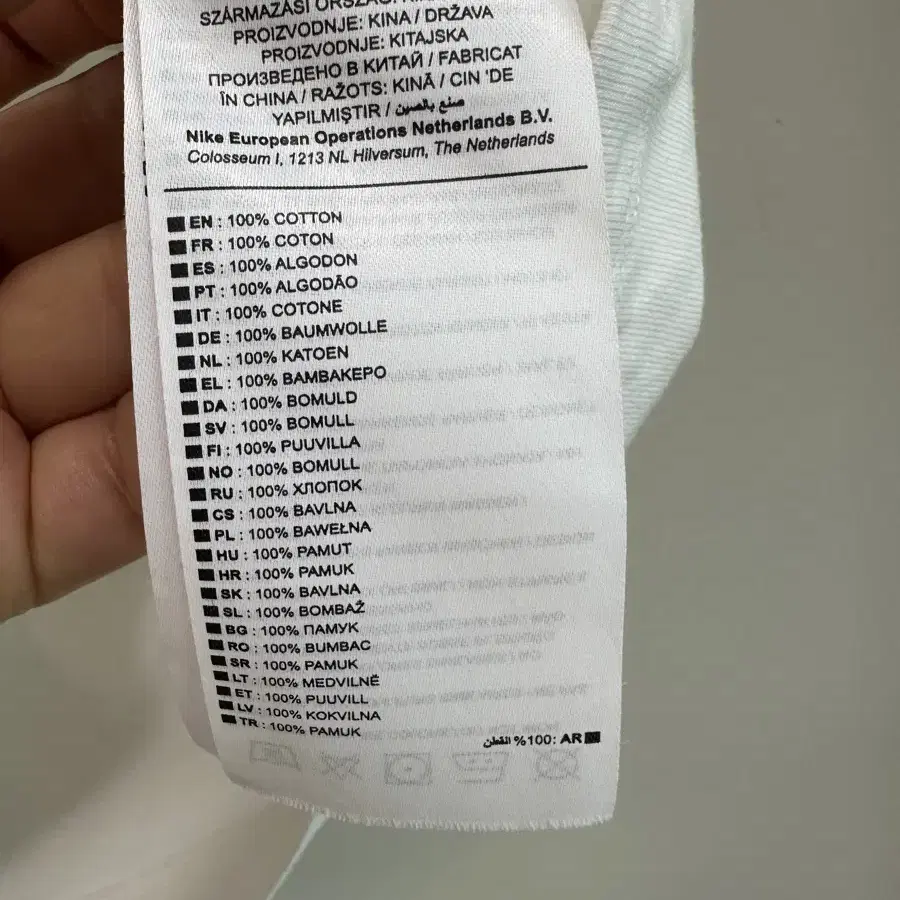 SZÁRMAZÁSI
PROIZVODNJE: KINA / DRŽAVA
PROIZVODNJE: KITAJSKA
ПРОИЗВЕДЕНО В КИТАЙ / FABRICAT
ÎN CHINA / RAŽOTS: KINĀ / CIN 'DE
YAPILMIŞTIR / صنع بالصين
Nike European Operations Netherlands B.V.
Colosseum I, 1213 NL Hilversum, The Netherlands
EN : 100% COTTON
FR : 100% COTON
ES : 100% ALGODON
PT : 100% ALGODÃO
IT : 100% COTONE
DE : 100% BAUMWOLLE
NL : 100% KATOEN
EL : 100% BAMBAKEPO
DA : 100% BOMULD
SV : 100% BOMULL
FI : 100% PUUVILLA
NO : 100% BOMULL
RU : 100% ХЛОПОК
CS : 100% BAVLNA
PL : 100% BAWEŁNA
HU : 100% PAMUT
HR : 100% PAMUK
SK : 100% BAVLNA
SL : 100% BOMBAŽ
BG : 100% ПАМУК
RO : 100% BUMBAC
SR : 100% PAMUK
LT : 100% MEDVILNĖ
ET : 100% PUUVILL
LV : 100% KOKVILNA
TR : 100% PAMUK
AR :100% القطن